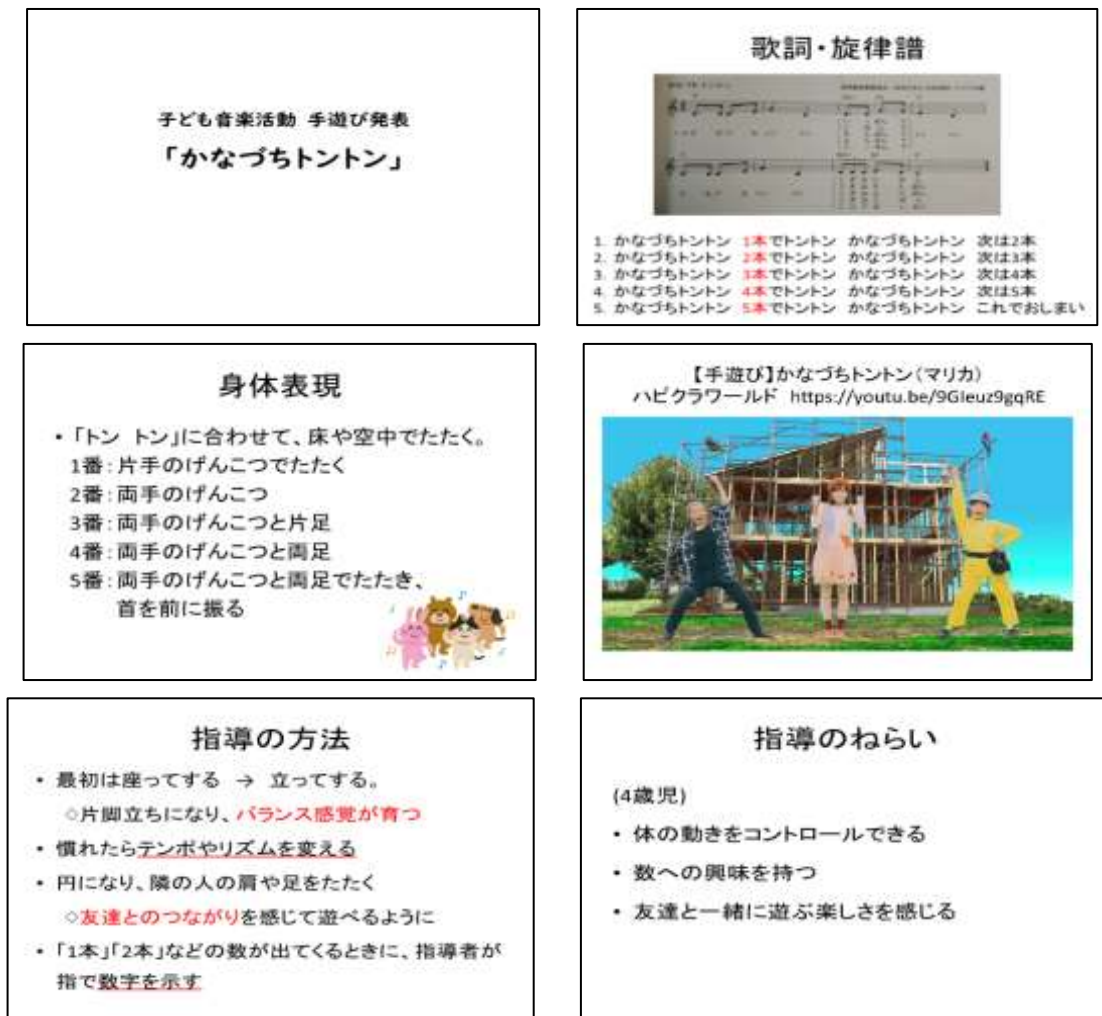 子ども音楽活動 手遊び発表
「かなづちトントン」
歌詞・旋律譜
1. かなづちトントン 1本でトントン かなづちトントン 次は2本
2. かなづちトントン 2本でトントン かなづちトントン 次は3本
3. かなづちトントン 3本でトントン かなづちトントン 次は4本
4. かなづちトントン 4本でトントン かなづちトントン 次は5本
5. かなづちトントン 5本でトントン かなづちトントン これでおしまい
身体表現
・「トン トン」に合わせて、床や空中でたたく。
1番：片手のげんこつでたたく
2番：両手のげんこつ
3番：両手のげんこつと片足
4番：両手のげんこつと両足
5番：両手のげんこつと両足でたたき、
首を前に振る
【手遊び】かなづちトントン（マリカ）
ハピクラワールド https://youtu.be/9GIeuz9gqRE
指導の方法
・最初は座ってする → 立ってする。
◇片脚立ちになり、バランス感覚が育つ
・慣れたらテンポやリズムを変える
・円になり、隣の人の肩や足をたたく
◇友達とのつながりを感じて遊べるように
・「1本」「2本」などの数が出てくるときに、指導者が
指で数字を示す
指導のねらい
(4歳児)
・体の動きをコントロールできる
・数への興味を持つ
・友達と一緒に遊ぶ楽しさを感じる